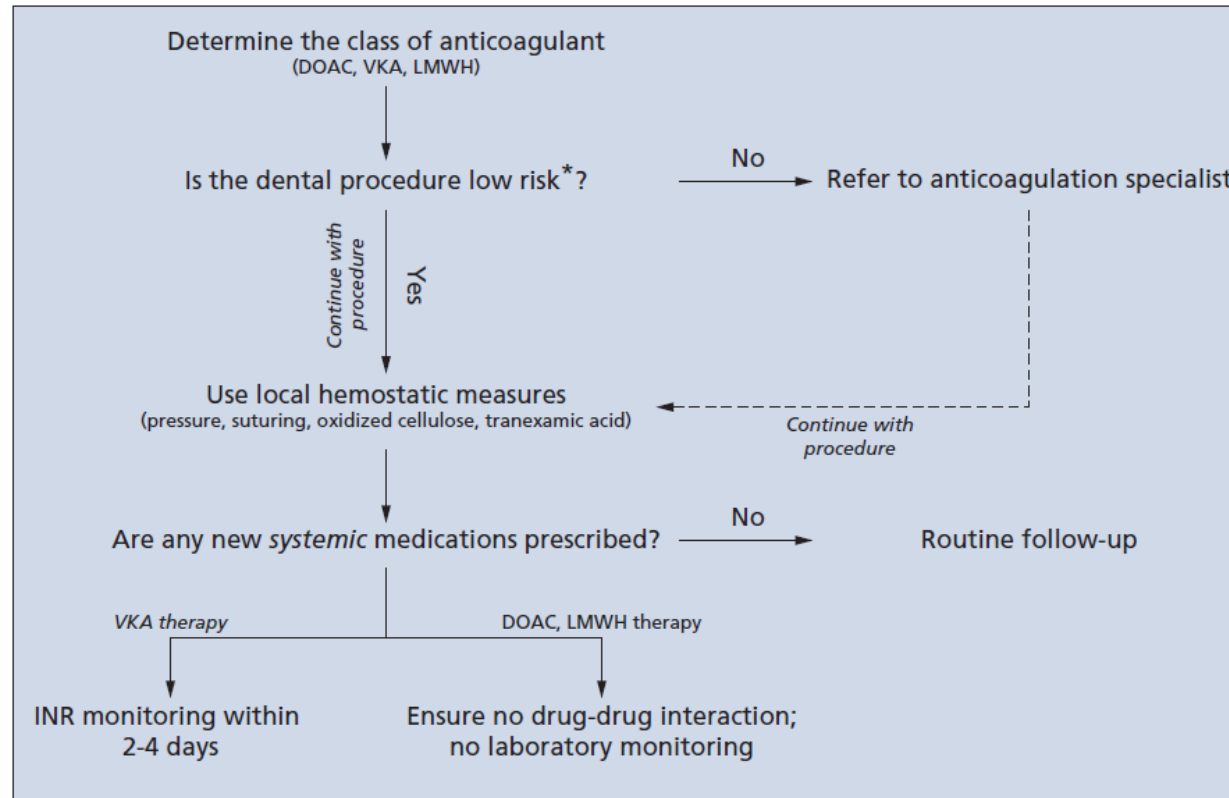 Determine the class of anticoagulant
(DOAC, VKA, LMWH)
Is the dental procedure low risk*?
No
Refer to anticoagulation specialist
Continue with
procedure
Yes
Use local hemostatic measures
(pressure, suturing, oxidized cellulose, tranexamic acid)
Continue with
procedure
Are any new systemic medications prescribed?
No
Routine follow-up
VKA therapy
DOAC, LMWH therapy
INR monitoring within
2-4 days
Ensure no drug-drug interaction;
no laboratory monitoring